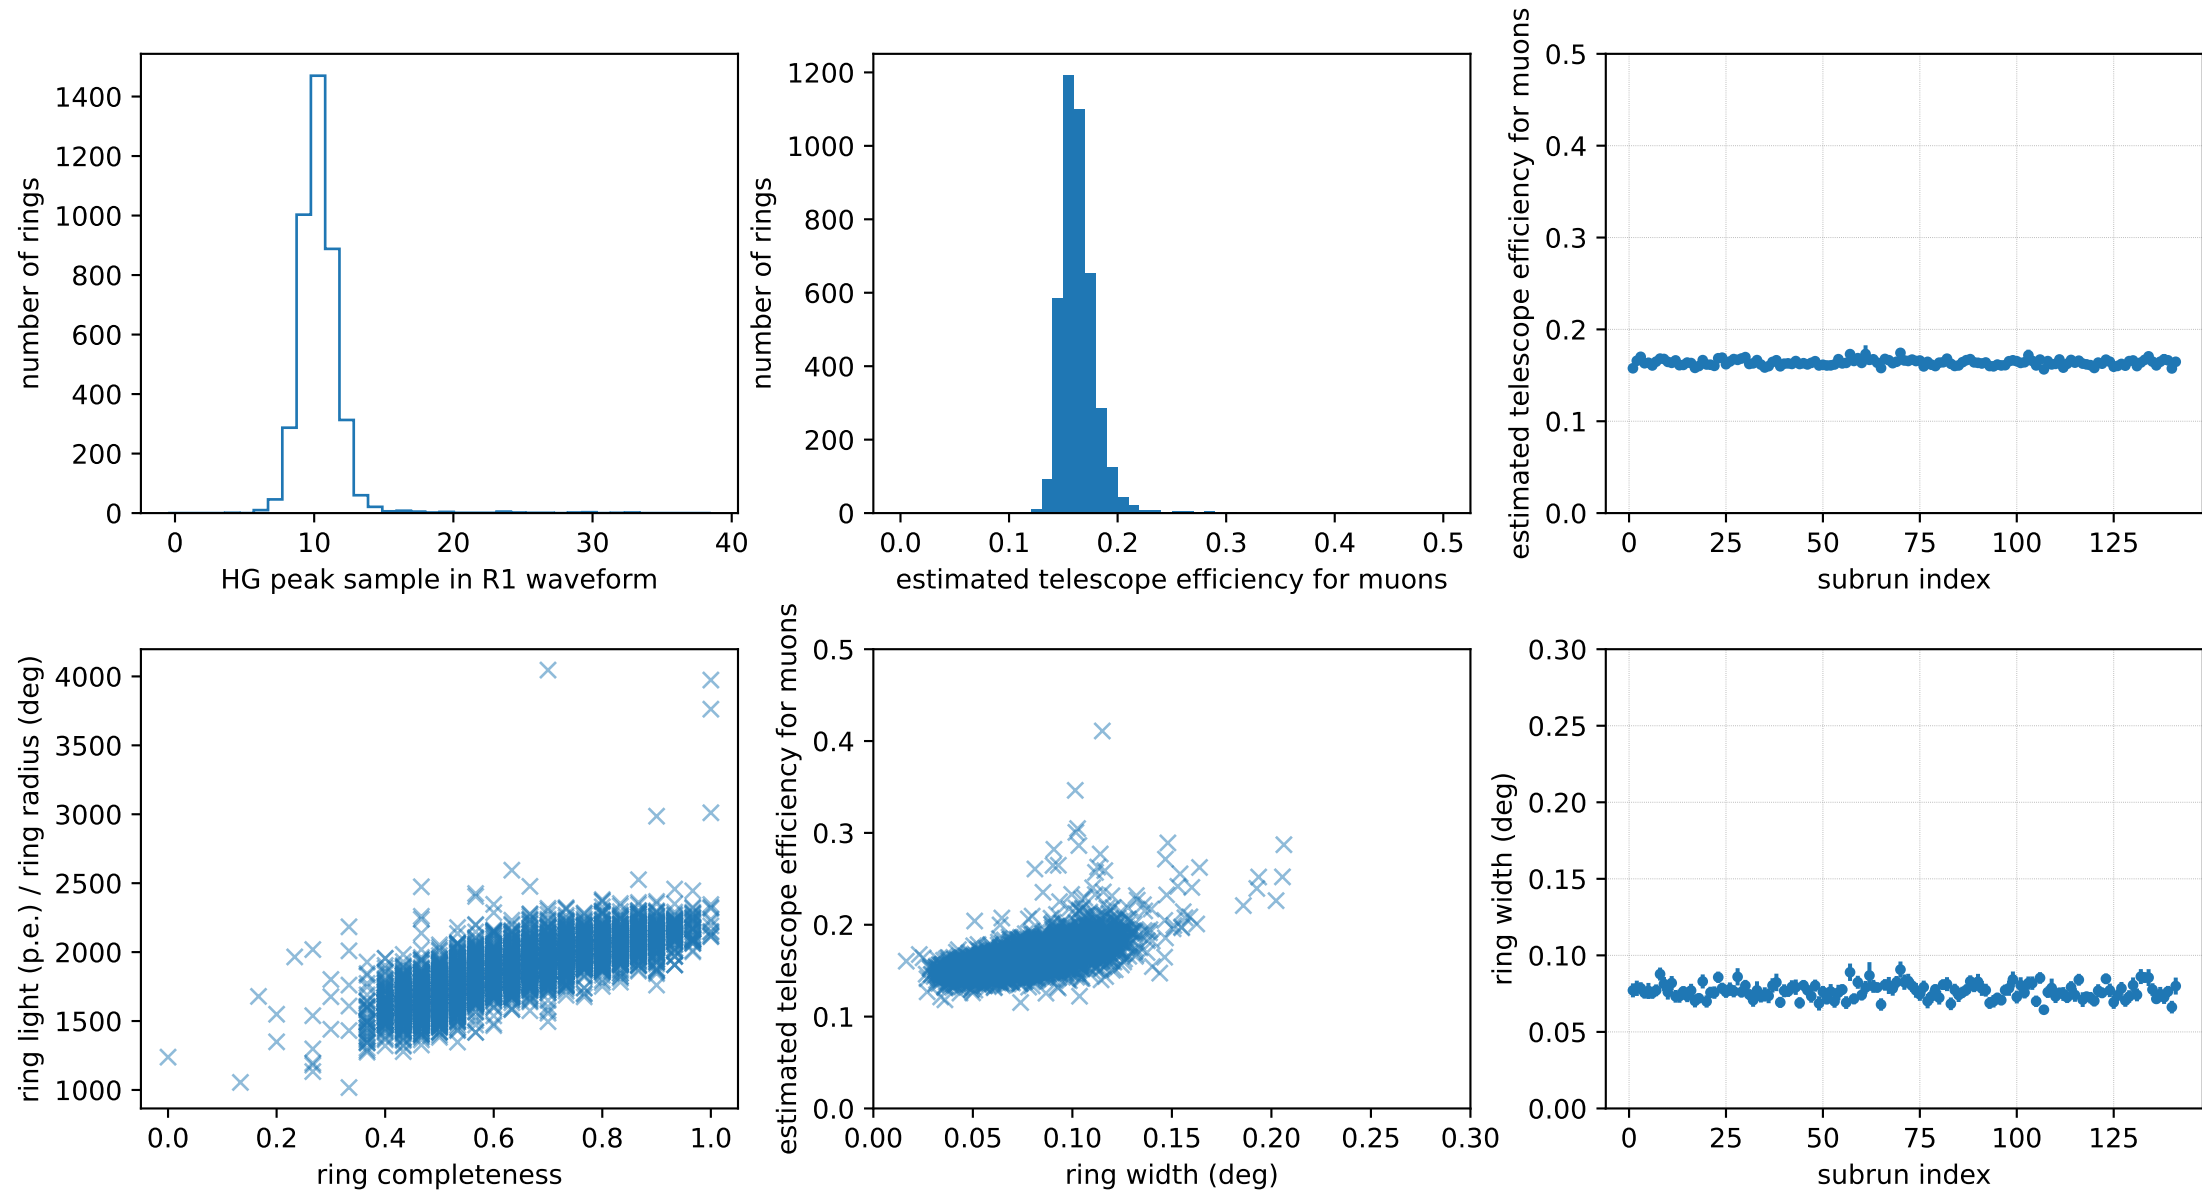 number of rings
1400
1200
1000
800
600
400
200
0
0 10 20 30 40
HG peak sample in R1 waveform
number of rings
1200
1000
800
600
400
200
0
0.0 0.1 0.2 0.3 0.4 0.5
estimated telescope efficiency for muons
estimated telescope efficiency for muons
0.5
0.4
0.3
0.2
0.1
0.0
0 25 50 75 100 125
subrun index
ring light (p.e.) / ring radius (deg)
4000
3500
3000
2500
2000
1500
1000
0.0 0.2 0.4 0.6 0.8 1.0
ring completeness
estimated telescope efficiency for muons
0.5
0.4
0.3
0.2
0.1
0.0
0.00 0.05 0.10 0.15 0.20 0.25 0.30
ring width (deg)
ring width (deg)
0.30
0.25
0.20
0.15
0.10
0.05
0.00
0 25 50 75 100 125
subrun index